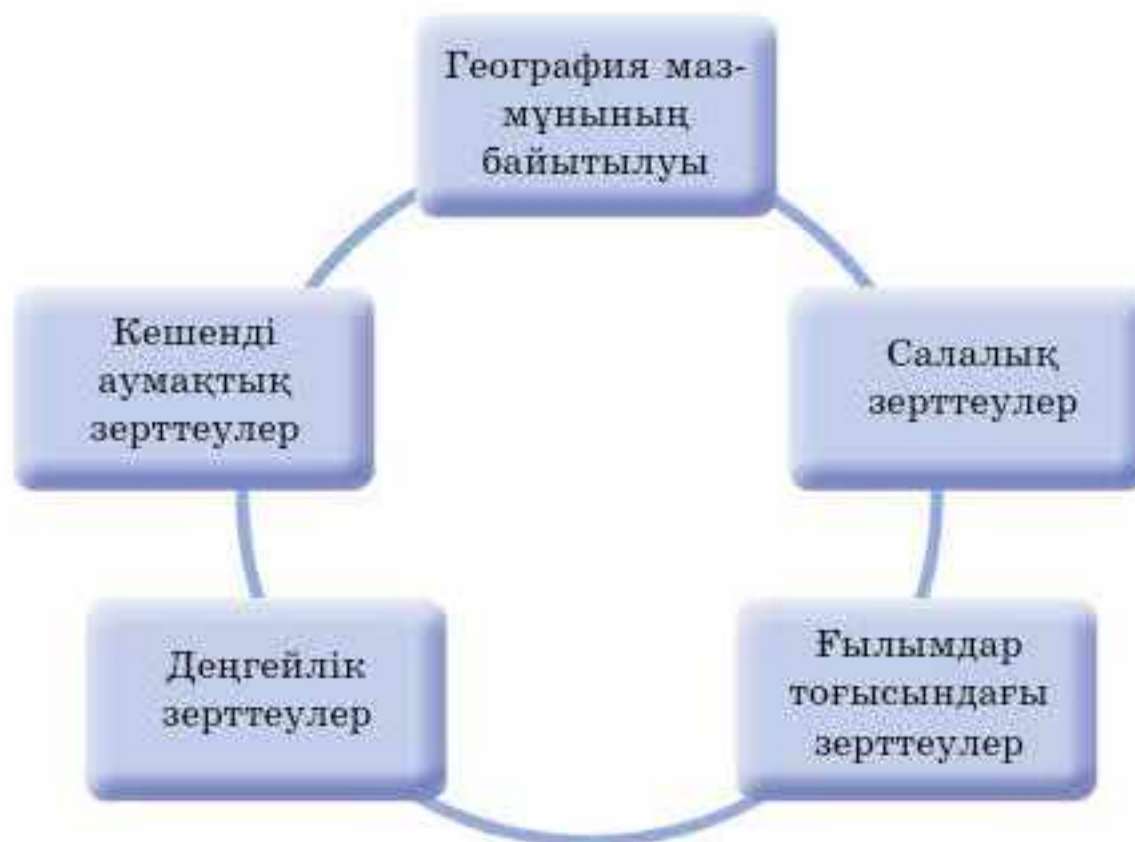 География маз-
мұнының
байытылуы
Кешенді
аумақтық
зерттеулер
Салалық
зерттеулер
Деңгейлік
зерттеулер
Ғылымдар
тоғысындағы
зерттеулер